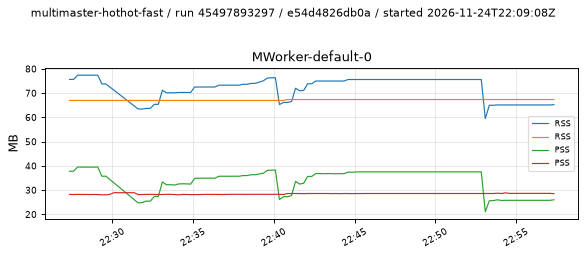 multimaster-hothot-fast / run 45497893297 / e54d4826db0a / started 2026-11-24T22:09:08Z
MWorker-default-0
MB
80
70
60
50
40
30
20
RSS
RSS
PSS
PSS
22:30
22:35
22:40
22:45
22:50
22:55